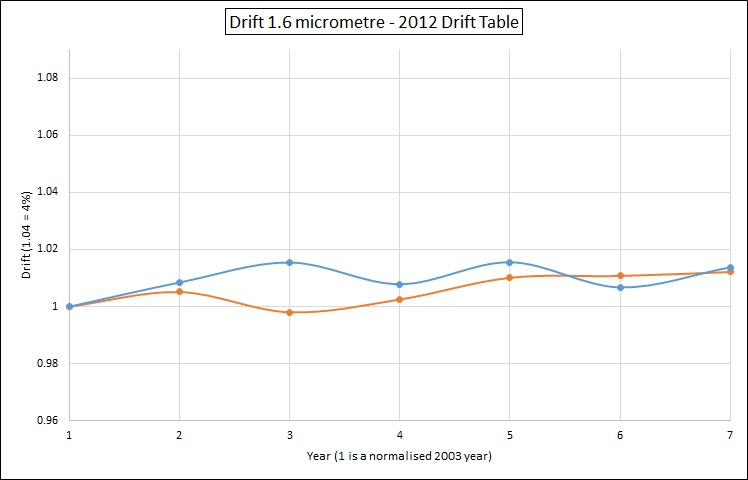 Drift 1.6 micrometre - 2012 Drift Table
1.08
1.06
1.04
1.02
1
0.98
0.96
Drift (1.04 = 4%)
1 2 3 4 5 6 7
Year (1 is a normalised 2003 year)